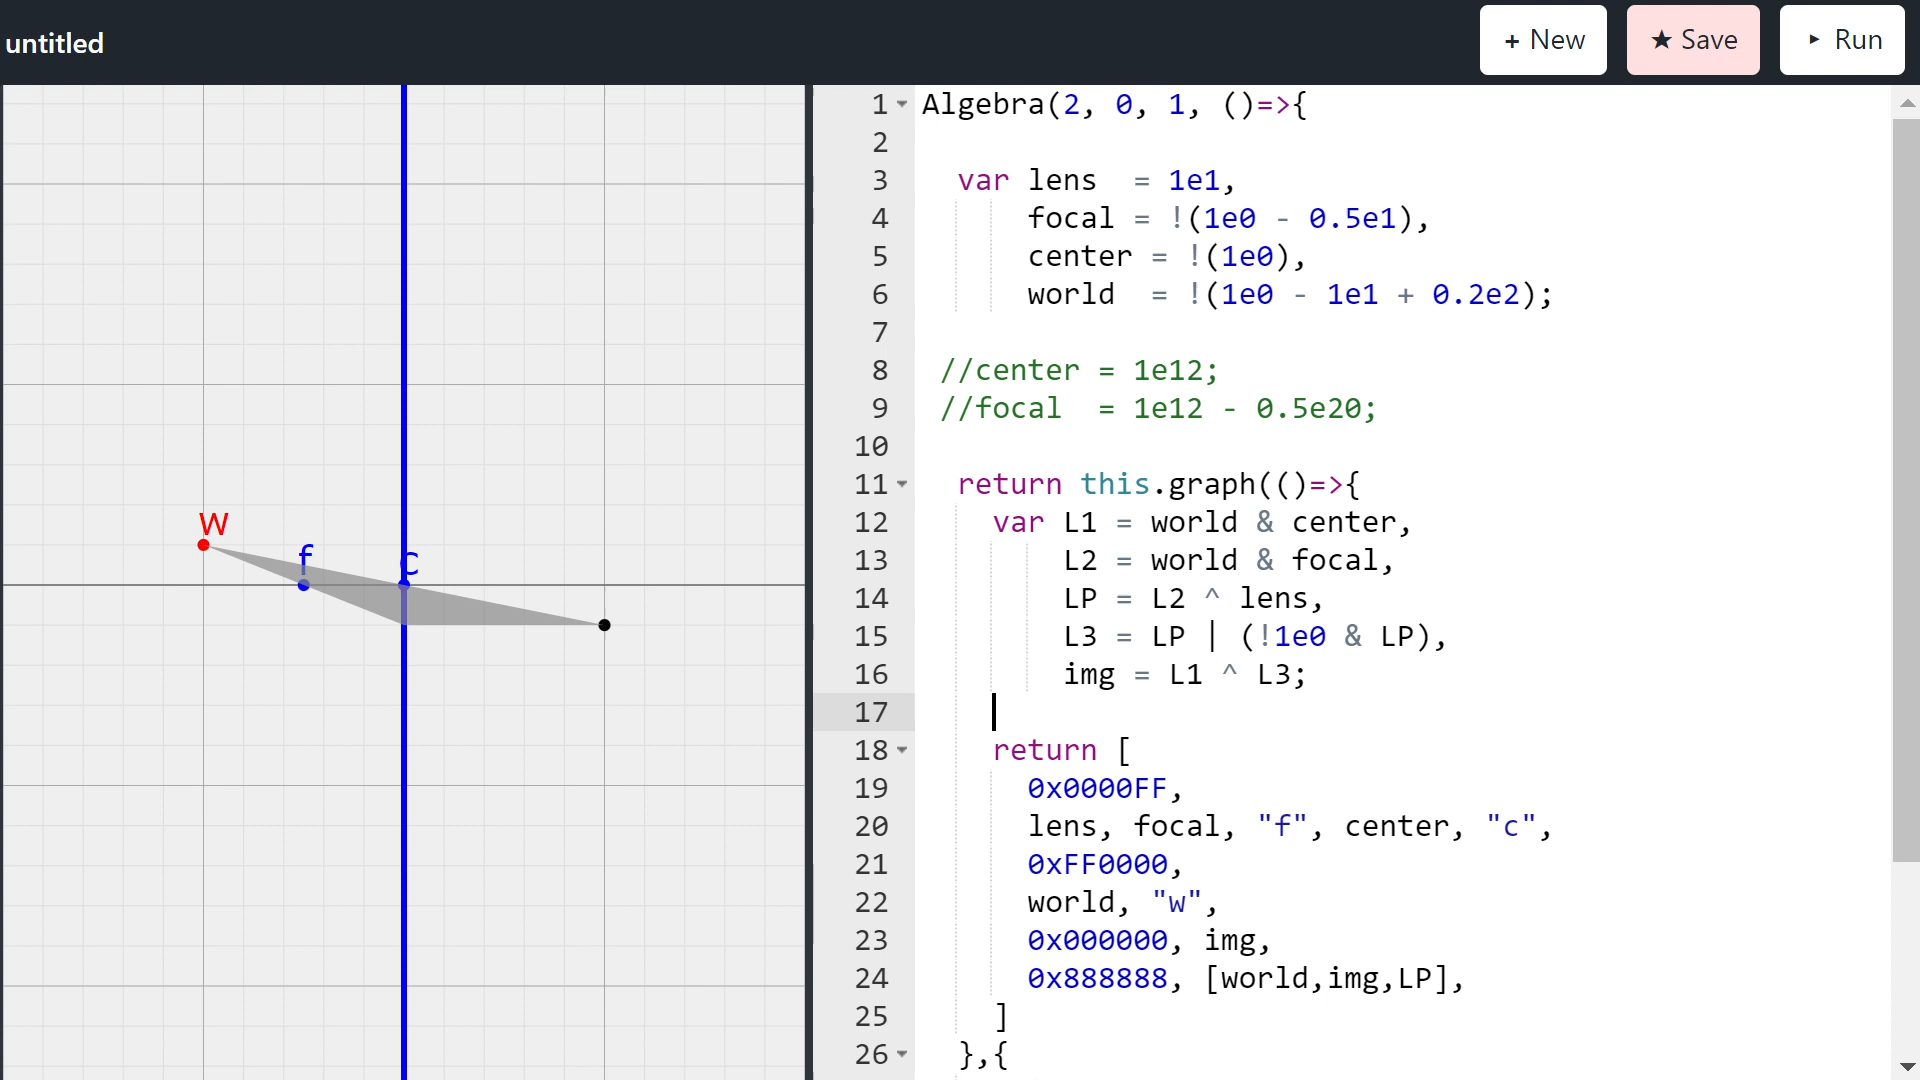 untitled
+ New
★ Save
▸ Run
w
f
c
1 Algebra(2, 0, 1, ()=>{
2
3 var lens  = 1e1,
4 focal = !(1e0 - 0.5e1),
5 center = !(1e0),
6 world  = !(1e0 - 1e1 + 0.2e2);
7
8 //center = 1e12;
9 //focal  = 1e12 - 0.5e20;
10
11 return this.graph(()=>{
12 var L1 = world & center,
13 L2 = world & focal,
14 LP = L2 ^ lens,
15 L3 = LP | (!1e0 & LP),
16 img = L1 ^ L3;
17
18 return [
19 0x0000FF,
20 lens, focal, "f", center, "c",
21 0xFF0000,
22 world, "w",
23 0x000000, img,
24 0x888888, [world,img,LP],
25 ]
26 },{